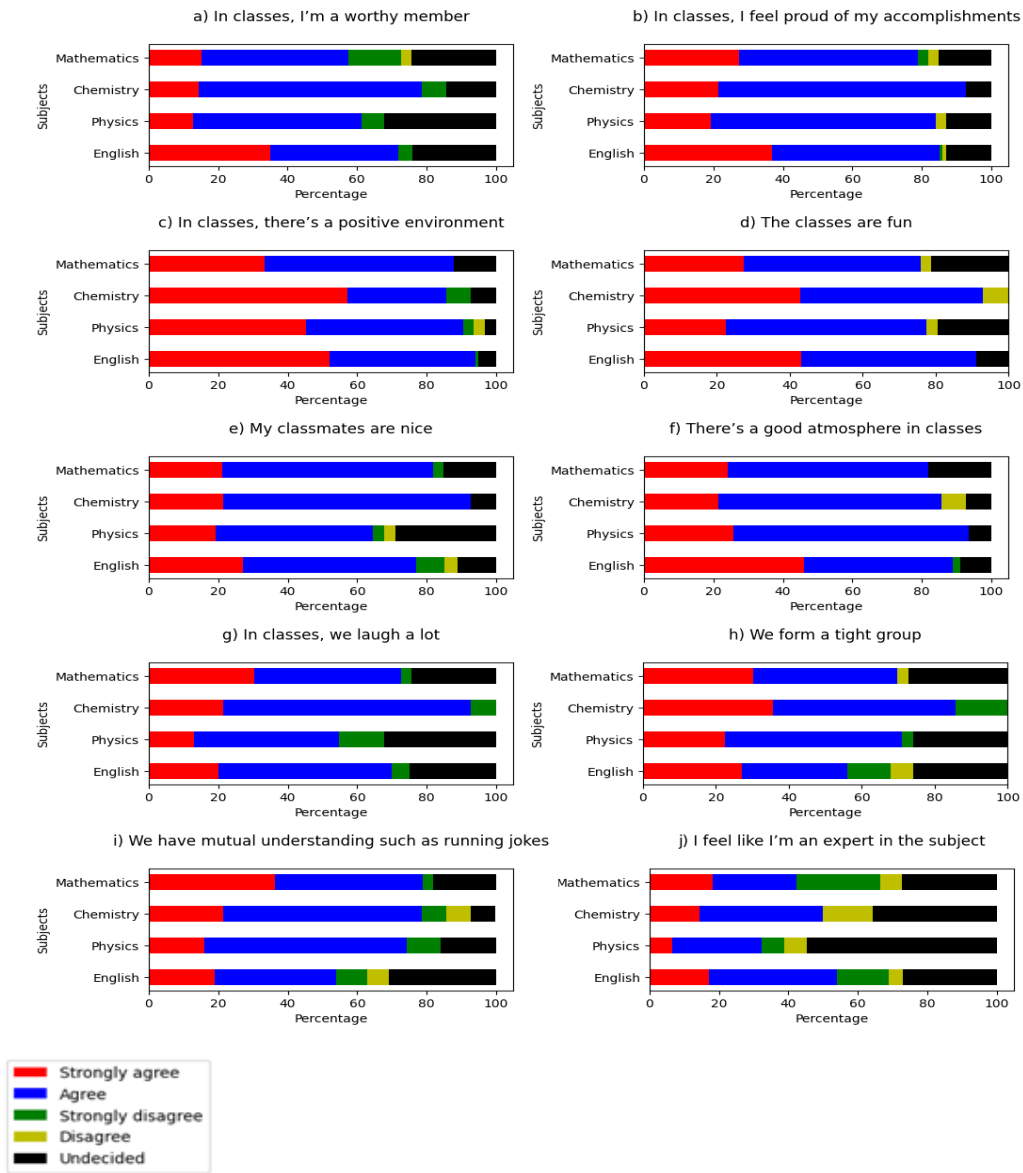 a) In classes, I’m a worthy member
Subjects
Mathematics
Chemistry
Physics
English
0 20 40 60 80 100
Percentage
b) In classes, I feel proud of my accomplishments
Subjects
Mathematics
Chemistry
Physics
English
0 20 40 60 80 100
Percentage
c) In classes, there’s a positive environment
Subjects
Mathematics
Chemistry
Physics
English
0 20 40 60 80 100
Percentage
d) The classes are fun
Subjects
Mathematics
Chemistry
Physics
English
0 20 40 60 80 100
Percentage
e) My classmates are nice
Subjects
Mathematics
Chemistry
Physics
English
0 20 40 60 80 100
Percentage
f) There’s a good atmosphere in classes
Subjects
Mathematics
Chemistry
Physics
English
0 20 40 60 80 100
Percentage
g) In classes, we laugh a lot
Subjects
Mathematics
Chemistry
Physics
English
0 20 40 60 80 100
Percentage
h) We form a tight group
Subjects
Mathematics
Chemistry
Physics
English
0 20 40 60 80 100
Percentage
i) We have mutual understanding such as running jokes
Subjects
Mathematics
Chemistry
Physics
English
0 20 40 60 80 100
Percentage
j) I feel like I’m an expert in the subject
Mathematics
Chemistry
Physics
English
0 20 40 60 80 100
Percentage
Strongly agree
Agree
Strongly disagree
Disagree
Undecided